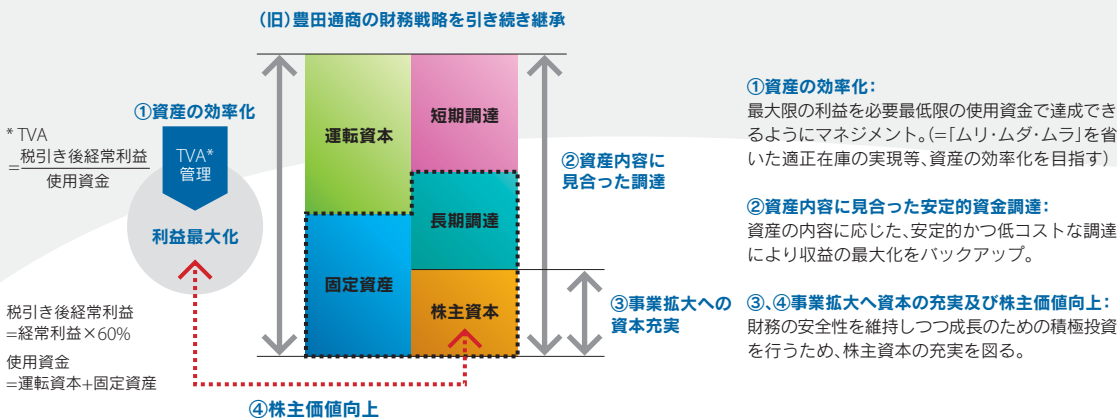 (旧)豊田通商の財務戦略を引き続き継承
①資産の効率化
* TVA
=税引き後経常利益
使用資金
TVA*
管理
利益最大化
税引き後経常利益
=経常利益×60%
使用資金
=運転資本+固定資産
運転資本
固定資産
短期調達
長期調達
株主資本
②資産内容に
見合った調達
③事業拡大への
資本充実
④株主価値向上
①資産の効率化：
最大限の利益を必要最低限の使用資金で達成でき
るようにマネジメント。(=「ムリ・ムダ・ムラ」を省
いた適正在庫の実現等、資産の効率化を目指す)
②資産内容に見合った安定的資金調達：
資産の内容に応じた、安定的かつ低コストな調達
により収益の最大化をバックアップ。
③、④事業拡大へ資本の充実及び株主価値向上：
財務の安全性を維持しつつ成長のための積極投資
を行うため、株主資本の充実を図る。